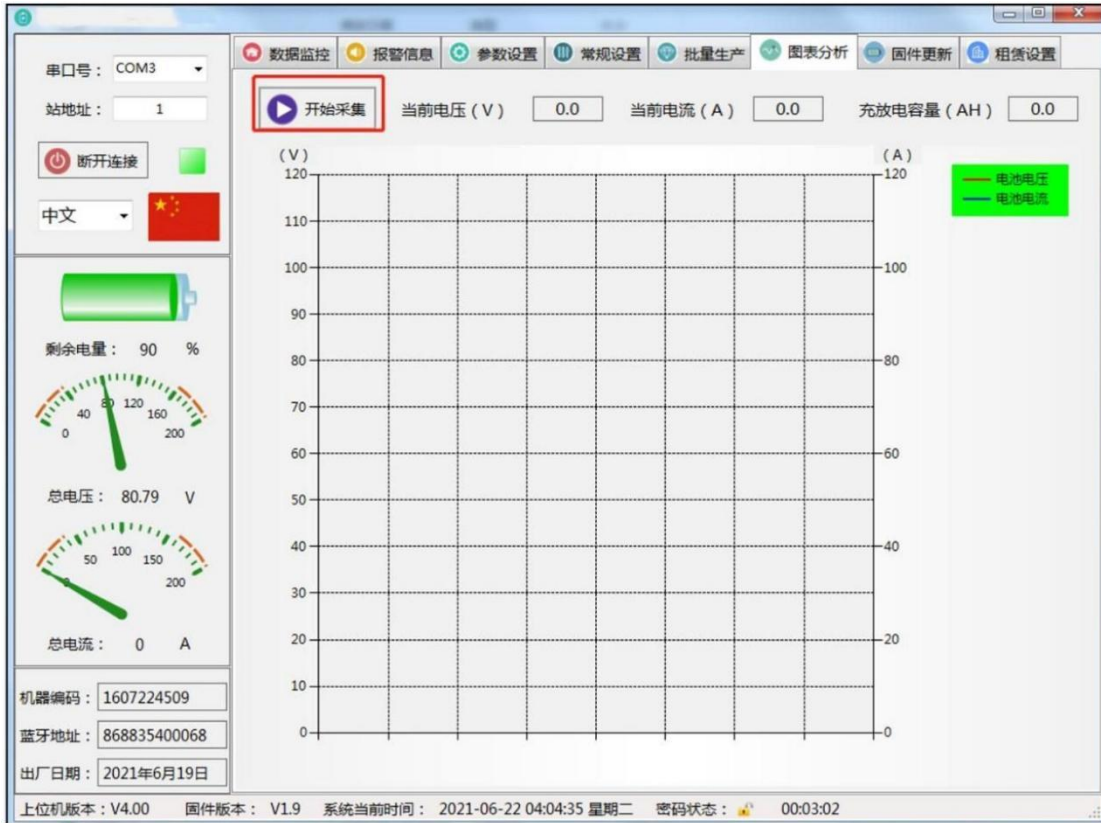 串口号： COM3
站地址： 1
断开连接
中文
剩余电量： 90 %
0 40 80 120 160 200
总电压： 80.79 V
0 50 100 150 200
总电流： 0 A
机器编码： 1607224509
蓝牙地址： 868835400068
出厂日期： 2021年6月19日
数据监控 报警信息 参数设置 常规设置 批量生产 图表分析 固件更新 租赁设置
开始采集 当前电压（V） 0.0 当前电流（A） 0.0 充放电容量（AH） 0.0
（V） （A）
120 120
110
100 100
90
80 80
70
60 60
50
40 40
30
20 20
10
0 0
电池电压
电池电流
上位机版本：V4.00 固件版本： V1.9 系统当前时间： 2021-06-22 04:04:35 星期二 密码状态： 00:03:02